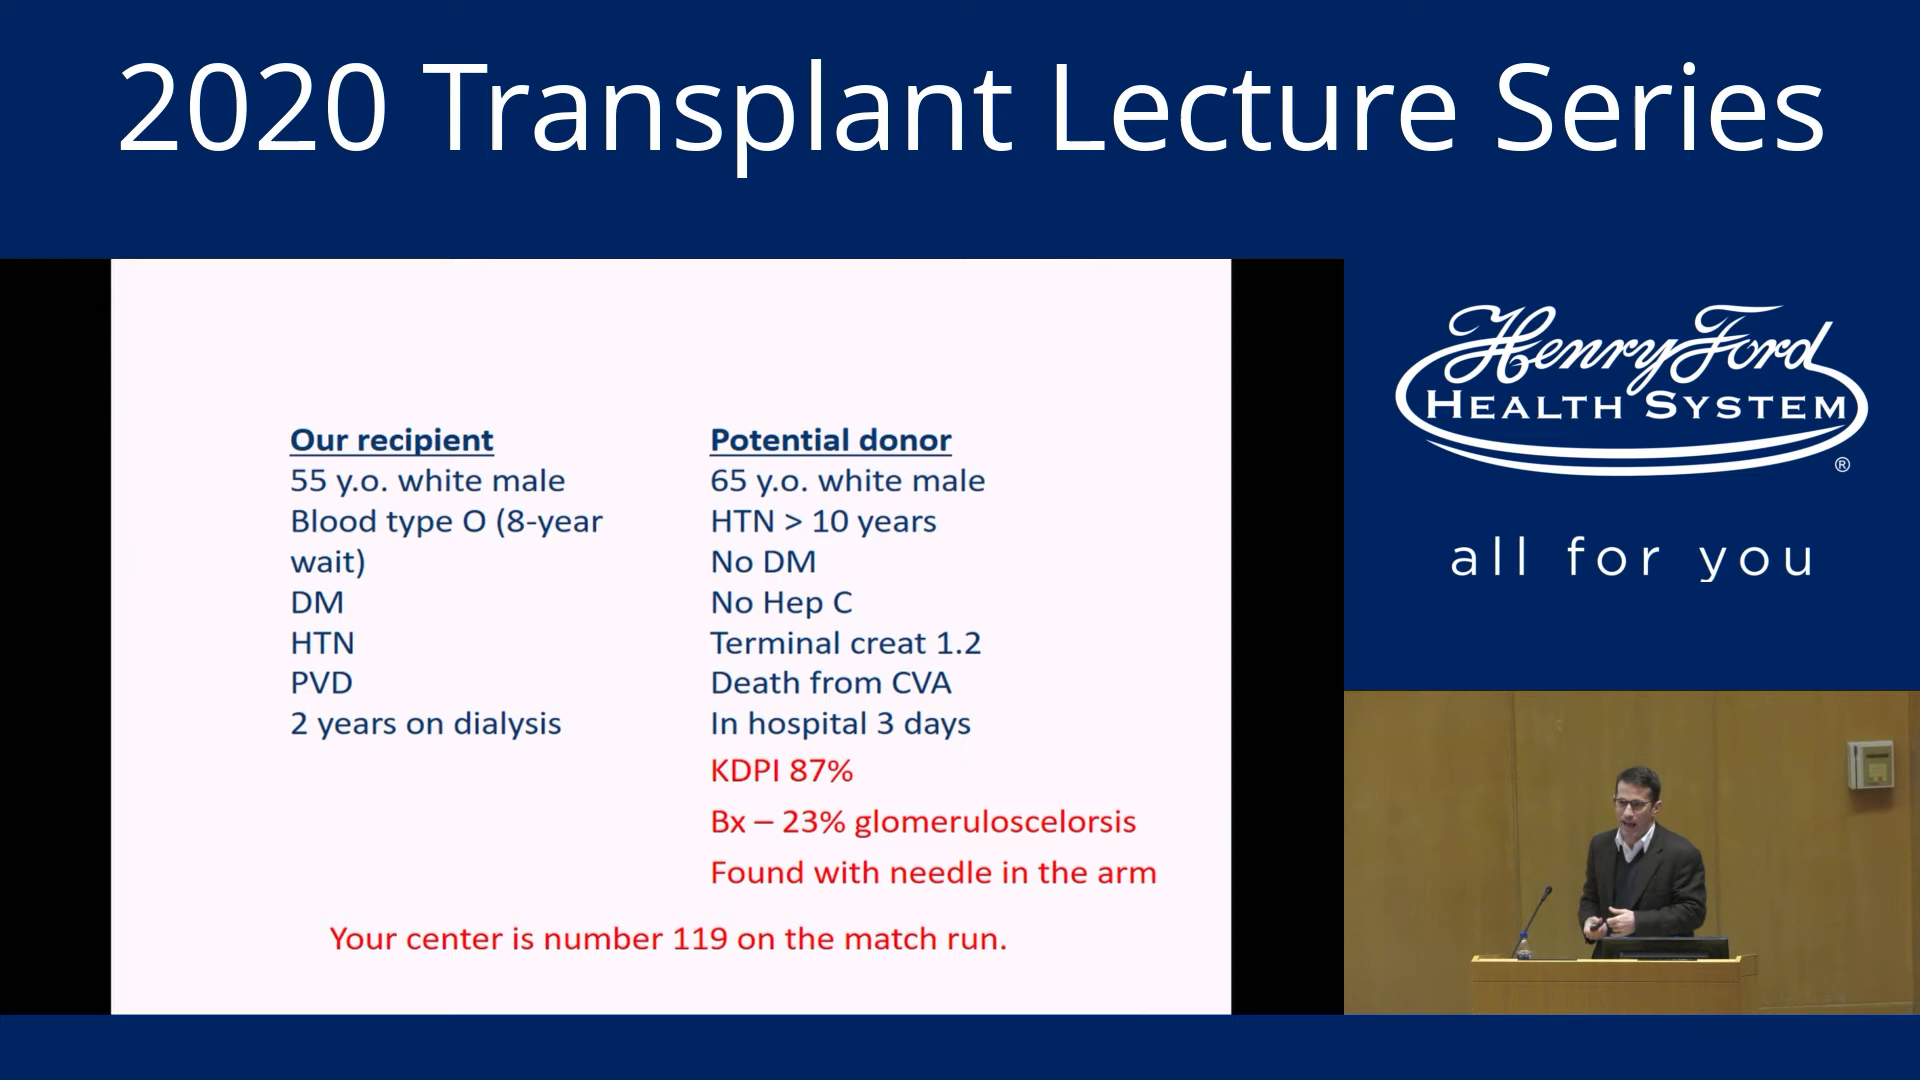 2020 Transplant Lecture Series
Our recipient
55 y.o. white male
Blood type O (8-year
wait)
DM
HTN
PVD
2 years on dialysis
Potential donor
65 y.o. white male
HTN > 10 years
No DM
No Hep C
Terminal creat 1.2
Death from CVA
In hospital 3 days
KDPI 87%
Bx – 23% glomeruloscelorsis
Found with needle in the arm
Your center is number 119 on the match run.
Henry Ford
HEALTH SYSTEM
®
all for you